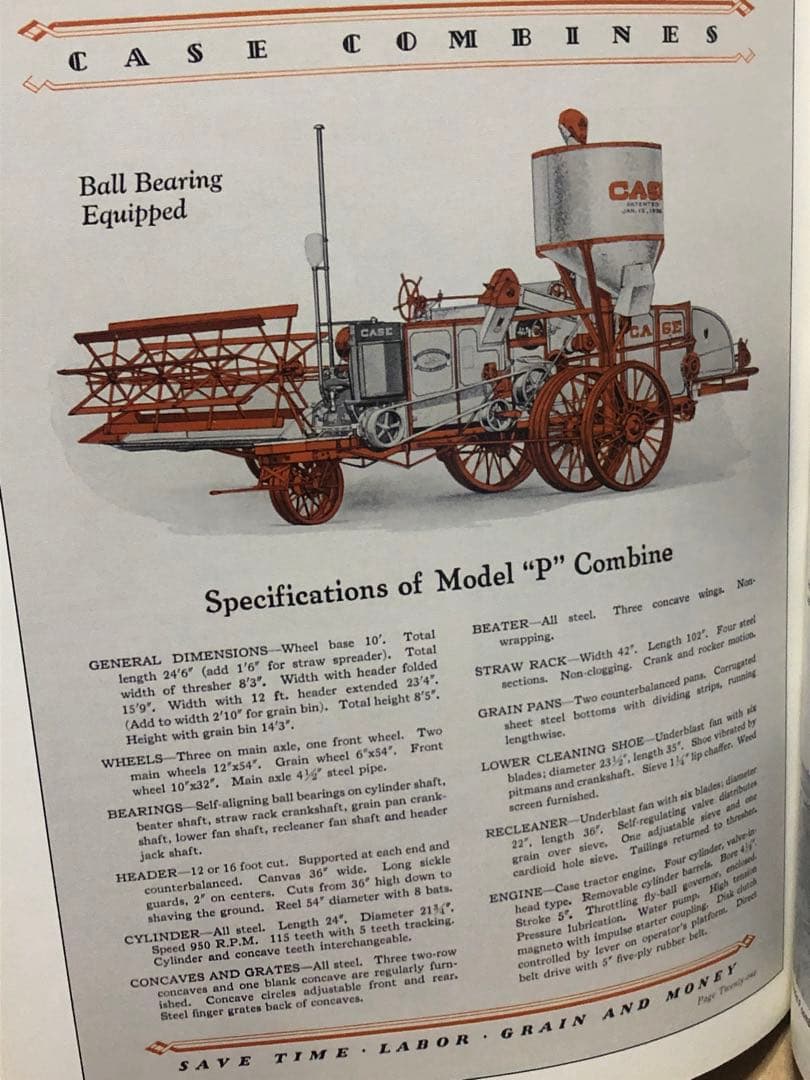 CASE COMBINES
Ball Bearing
Equipped
CASE
PATENTED
CASE
CASE
Specifications of Model “P” Combine
GENERAL DIMENSIONS—Wheel base 10′. Total
length 24′6″ (add 1′6″ for straw spreader). Total
width of thresher 8′3″. Width with header folded
15′9″. Width with 12 ft. header extended 23′4″.
(Add to width 2′10″ for grain bin). Total height 8′5″.
Height with grain bin 14′3″.
WHEELS—Three on main axle, one front wheel. Two
main wheels 12″x54″. Grain wheel 6″x54″. Front
wheel 10″x32″. Main axle 4½″ steel pipe.
BEARINGS—Self-aligning ball bearings on cylinder shaft,
beater shaft, straw rack crankshaft, grain pan crank-
shaft, lower fan shaft, recleaner fan shaft and header
jack shaft.
HEADER—12 or 16 foot cut. Supported at each end and
counterbalanced. Canvas 36″ wide. Long sickle
guards, 2″ on centers. Cuts from 36″ high down to
shaving the ground. Reel 54″ diameter with 8 bats.
CYLINDER—All steel. Length 24″. Diameter 21¾″.
Speed 950 R.P.M. 115 teeth with 5 teeth tracking.
Cylinder and concave teeth interchangeable.
CONCAVES AND GRATES—All steel. Three two-row
concaves and one blank concave are regularly furn-
ished. Concave circles adjustable front and rear.
Steel finger grates back of concaves.
BEATER—All steel. Three concave wings. Non-
wrapping.
STRAW RACK—Width 42″. Length 102″. Four steel
sections. Non-clogging. Crank and rocker motion.
GRAIN PANS—Two counterbalanced pans. Corrugated
sheet steel bottoms with dividing strips, running
lengthwise.
LOWER CLEANING SHOE—Underblast fan with six
blades; diameter 23½″, length 35″. Shoe vibrated by
pitmans and crankshaft. Sieve 1¼″ lip chaffer. Weed
screen furnished.
RECLEANER—Underblast fan with six blades; diameter
22″, length 36″. Self-regulating valve distributes
grain over sieve. One adjustable sieve and one
cardioid hole sieve. Tailings returned to thresher.
ENGINE—Case tractor engine. Four cylinder, valve-in-
head type. Removable cylinder barrels. Bore 4⅛″.
Stroke 5″. Throttling fly-ball governor, enclosed.
Pressure lubrication. Water pump. High tension
magneto with impulse starter coupling. Disk clutch
controlled by lever on operator's platform. Direct
belt drive with 5″ five-ply rubber belt.
SAVE TIME · LABOR · GRAIN AND MONEY
Page Twenty-one